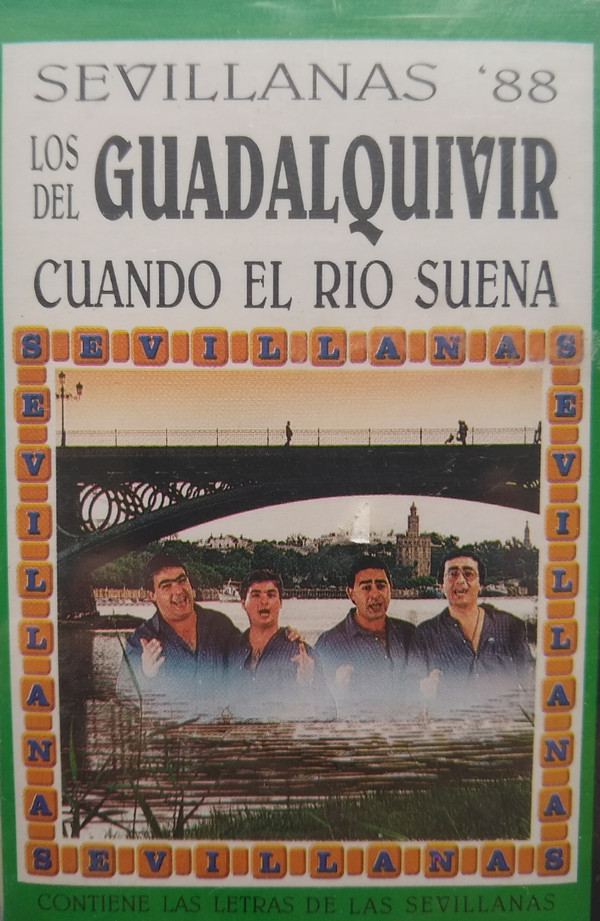 SEVILLANAS '88
LOS DEL GUADALQUIVIR
CUANDO EL RIO SUENA
SEVILLANAS
SEVILLANAS
SEVILLANAS
SEVILLANAS
CONTIENE LAS LETRAS DE LAS SEVILLANAS